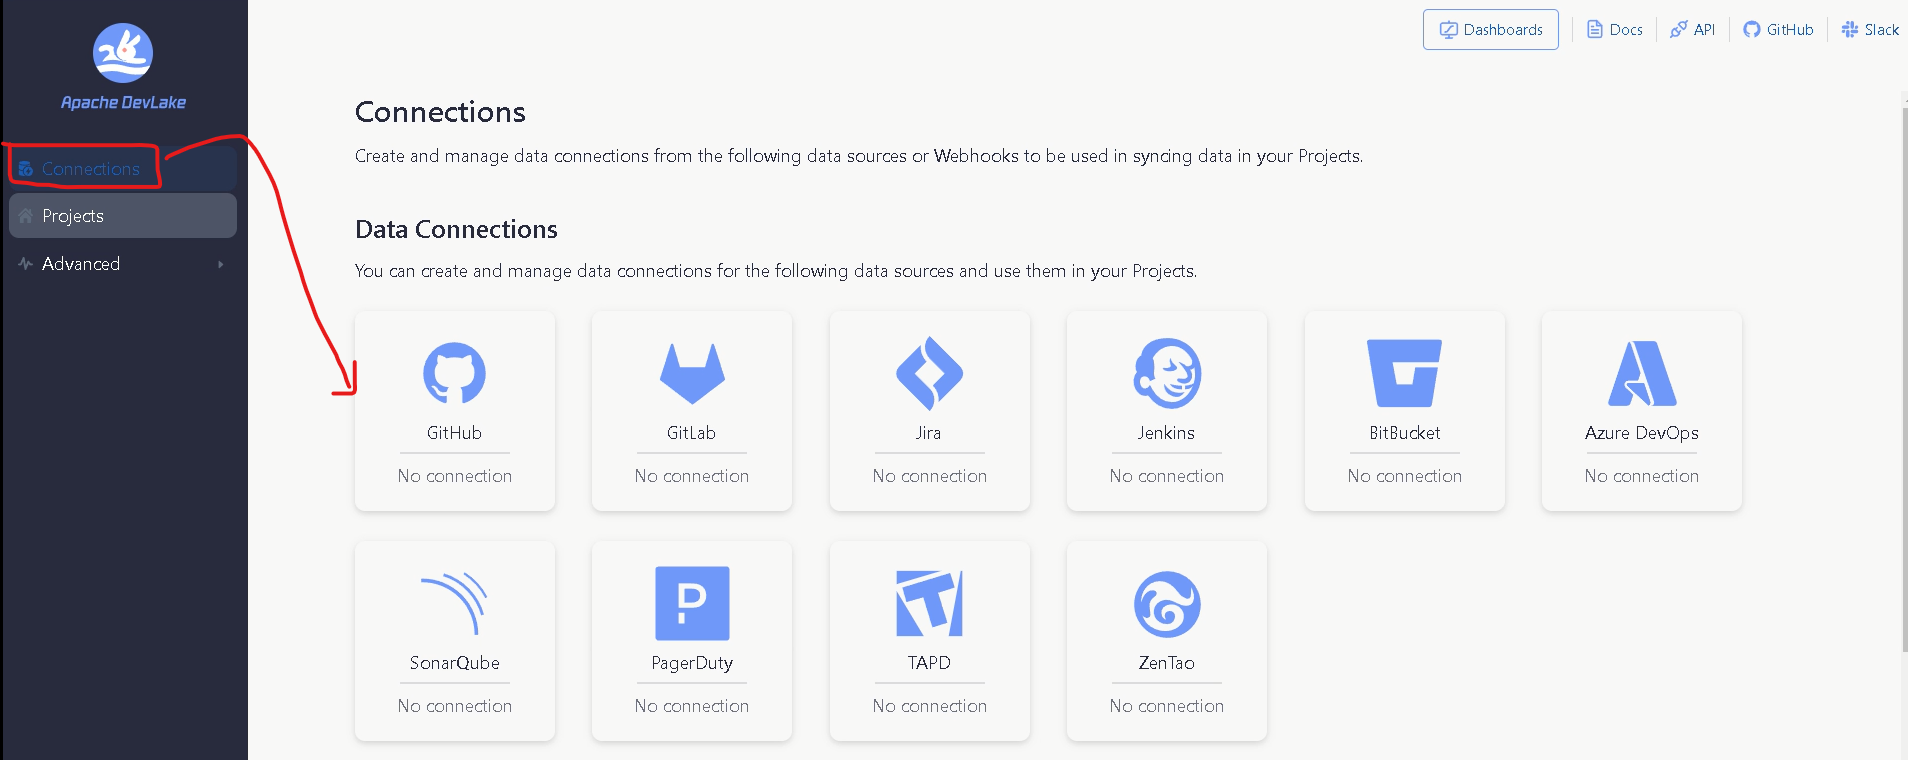 Dashboards Docs API GitHub Slack
Apache DevLake
Connections
Projects
Advanced
Connections
Create and manage data connections from the following data sources or Webhooks to be used in syncing data in your Projects.
Data Connections
You can create and manage data connections for the following data sources and use them in your Projects.
GitHub GitLab Jira Jenkins BitBucket Azure DevOps
No connection No connection No connection No connection No connection No connection
SonarQube PagerDuty TAPD ZenTao
No connection No connection No connection No connection